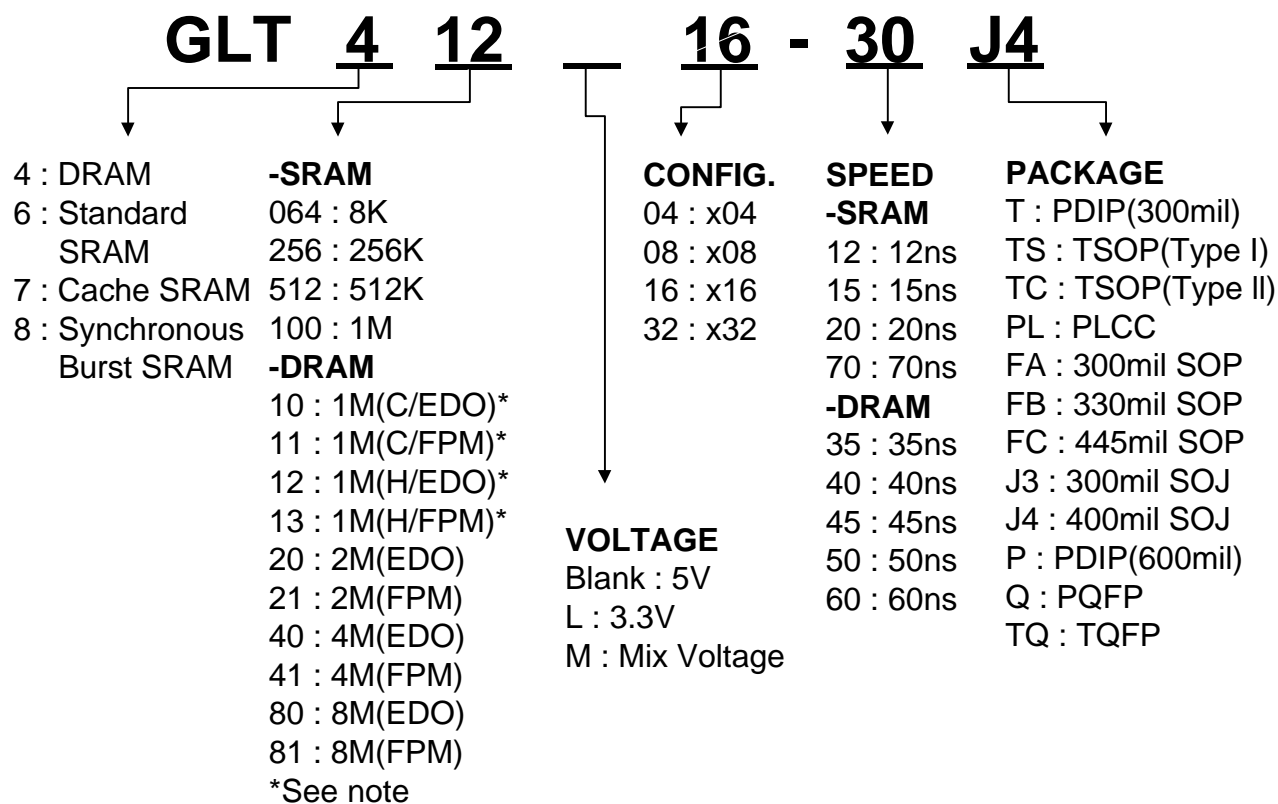 GLT 4 12 _ 16 - 30 J4
4 : DRAM
6 : Standard
SRAM
7 : Cache SRAM
8 : Synchronous
Burst SRAM
-SRAM
064 : 8K
256 : 256K
512 : 512K
100 : 1M
-DRAM
10 : 1M(C/EDO)*
11 : 1M(C/FPM)*
12 : 1M(H/EDO)*
13 : 1M(H/FPM)*
20 : 2M(EDO)
21 : 2M(FPM)
40 : 4M(EDO)
41 : 4M(FPM)
80 : 8M(EDO)
81 : 8M(FPM)
*See note
VOLTAGE
Blank : 5V
L : 3.3V
M : Mix Voltage
CONFIG.
04 : x04
08 : x08
16 : x16
32 : x32
SPEED
-SRAM
12 : 12ns
15 : 15ns
20 : 20ns
70 : 70ns
-DRAM
35 : 35ns
40 : 40ns
45 : 45ns
50 : 50ns
60 : 60ns
PACKAGE
T : PDIP(300mil)
TS : TSOP(Type I)
TC : TSOP(Type ll)
PL : PLCC
FA : 300mil SOP
FB : 330mil SOP
FC : 445mil SOP
J3 : 300mil SOJ
J4 : 400mil SOJ
P : PDIP(600mil)
Q : PQFP
TQ : TQFP